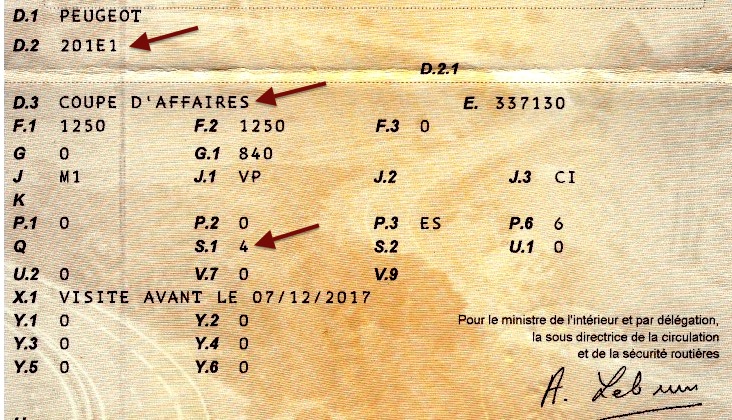 D.1 PEUGEOT
D.2 201E1
D.2.1
D.3 COUPE D'AFFAIRES E. 337130
F.1 1250 F.2 1250 F.3 0
G 0 G.1 840
J M1 J.1 VP J.2 J.3 CI
K
P.1 0 P.2 0 P.3 ES P.6 6
Q S.1 4 S.2 U.1 0
U.2 0 V.7 0 V.9
X.1 VISITE AVANT LE 07/12/2017
Y.1 0 Y.2 0
Y.3 0 Y.4 0
Y.5 0 Y.6 0
Pour le ministre de l'intérieur et par délégation,
la sous directrice de la circulation
et de la sécurité routières
A. Lebrun